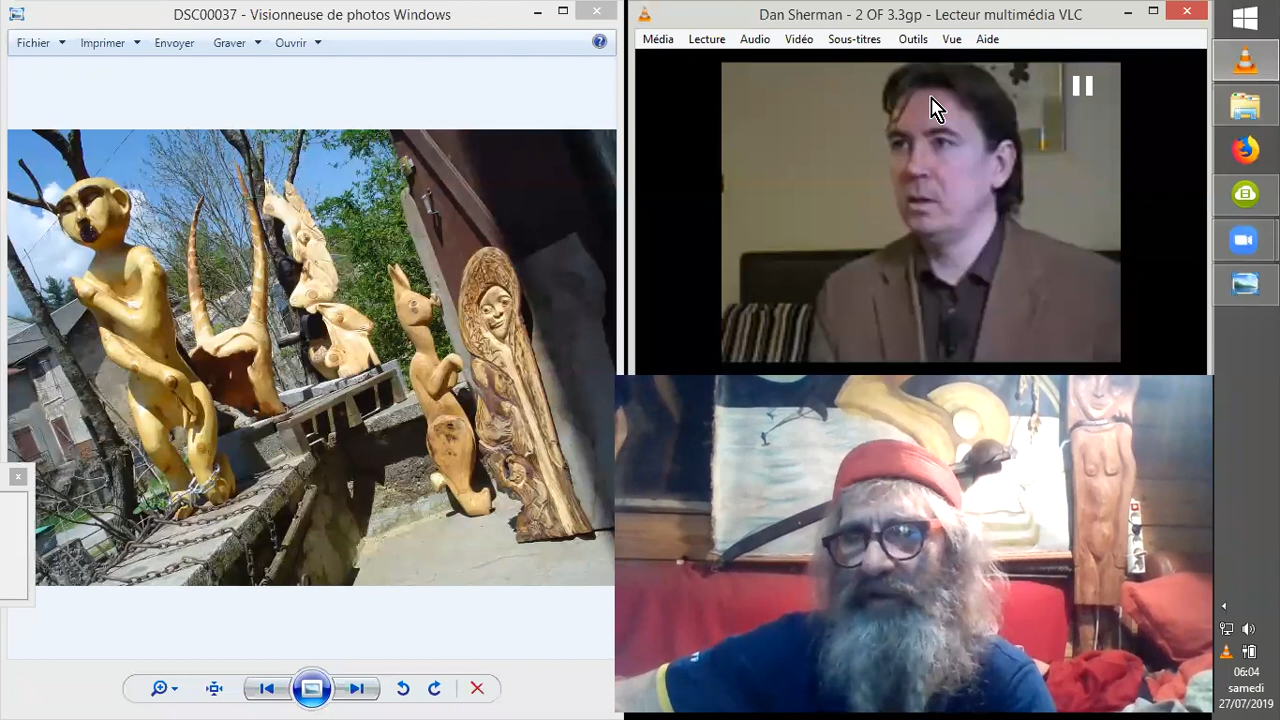 DSC00037 - Visionneuse de photos Windows
Fichier Imprimer Envoyer Graver Ouvrir
Dan Sherman - 2 OF 3.3gp - Lecteur multimédia VLC
Média Lecture Audio Vidéo Sous-titres Outils Vue Aide
06:04
samedi
27/07/2019